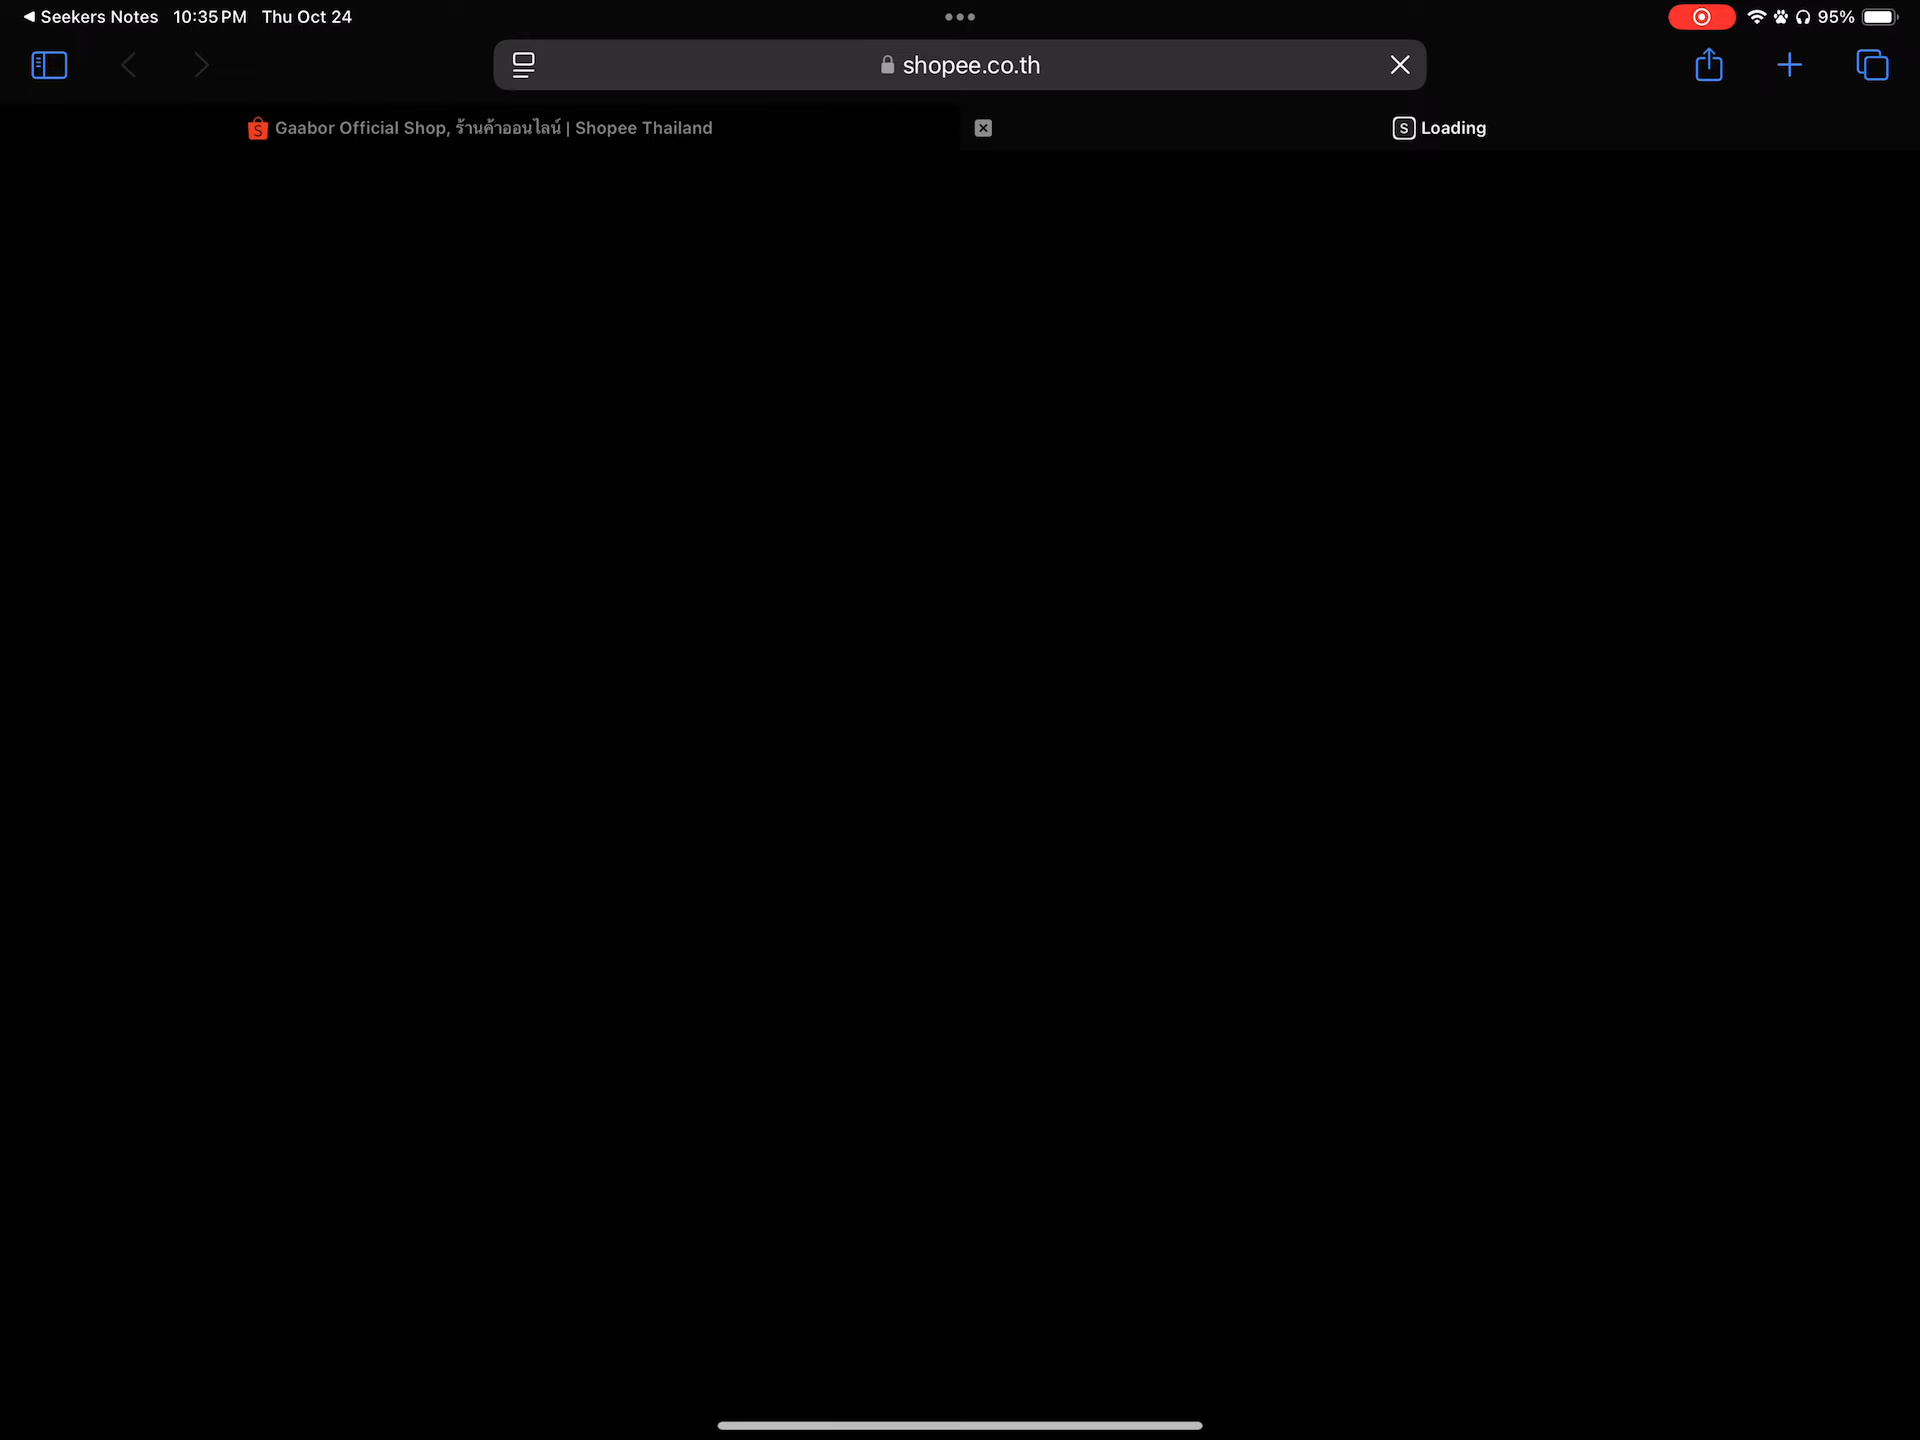 Seekers Notes 10:35 PM Thu Oct 24 95%
shopee.co.th
Gaabor Official Shop, ร้านค้าออนไลน์ | Shopee Thailand
S Loading